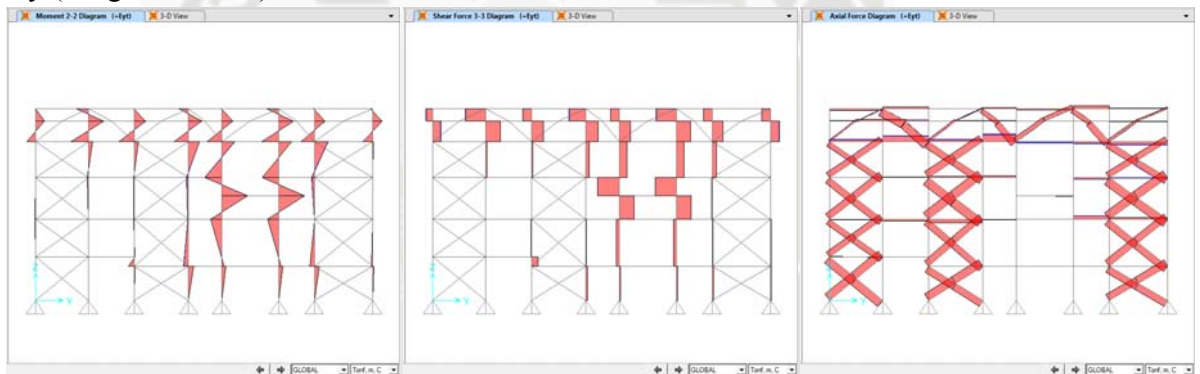 Moment 2-2 Diagram (+Eyt)
3-D View
Shear Force 3-3 Diagram (+Eyt)
3-D View
Axial Force Diagram (+Eyt)
3-D View
Y
Y
Y
GLOBAL
Tonf, m, C
GLOBAL
Tonf, m, C
GLOBAL
Tonf, m, C